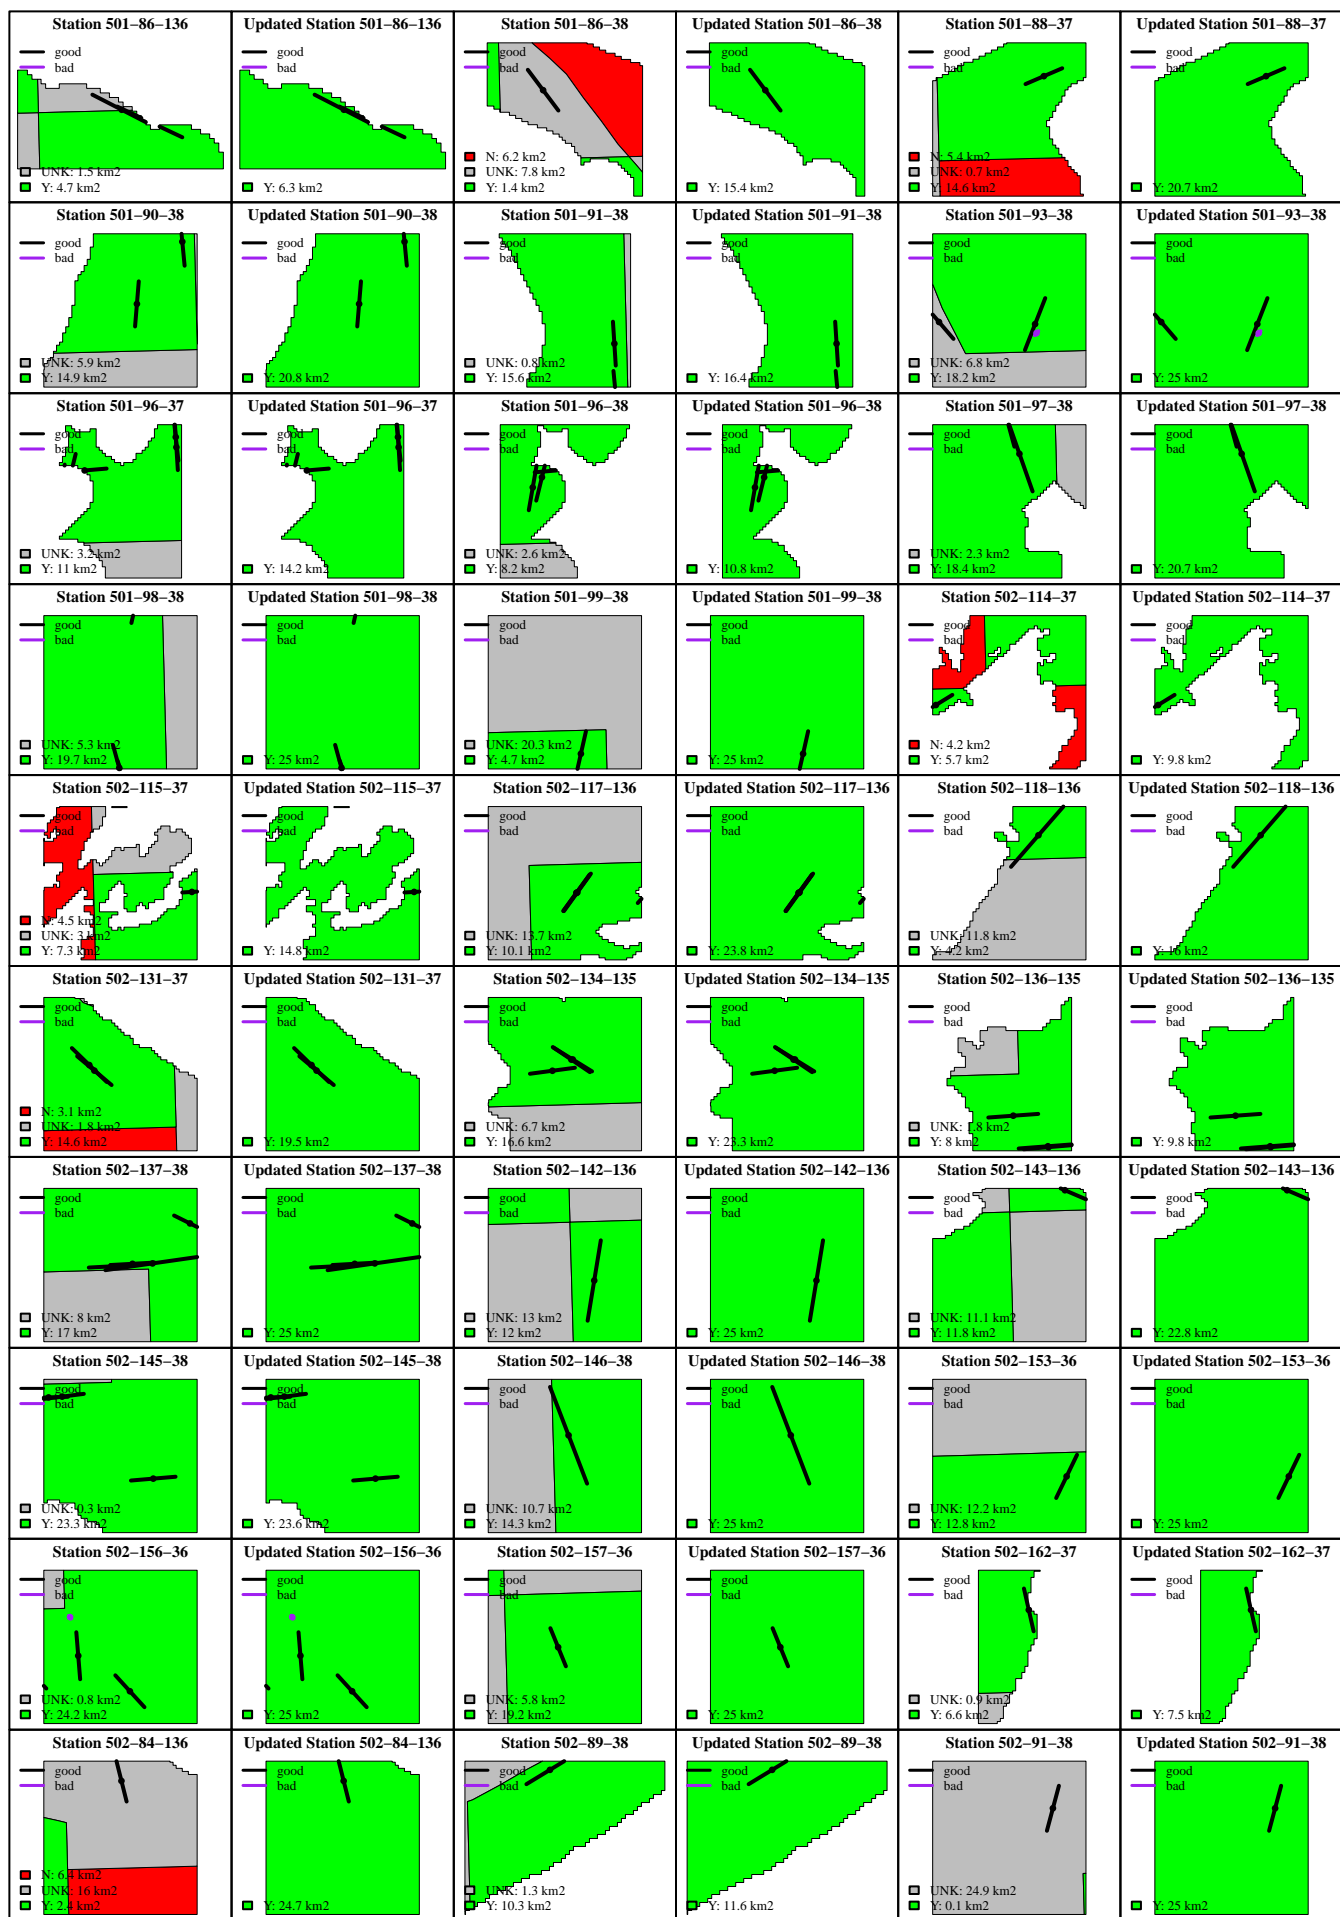 Station 501−86−136
good
bad
UNK: 1.5 km2
Y: 4.7 km2
Updated Station 501−86−136
good
bad
Y: 6.3 km2
Station 501−86−38
good
bad
N: 6.2 km2
UNK: 7.8 km2
Y: 1.4 km2
Updated Station 501−86−38
good
bad
Y: 15.4 km2
Station 501−88−37
good
bad
N: 5.4 km2
UNK: 0.7 km2
Y: 14.6 km2
Updated Station 501−88−37
good
bad
Y: 20.7 km2
Station 501−90−38
good
bad
UNK: 5.9 km2
Y: 14.9 km2
Updated Station 501−90−38
good
bad
Y: 20.8 km2
Station 501−91−38
good
bad
UNK: 0.8 km2
Y: 15.6 km2
Updated Station 501−91−38
good
bad
Y: 16.4 km2
Station 501−93−38
good
bad
UNK: 6.8 km2
Y: 18.2 km2
Updated Station 501−93−38
good
bad
Y: 25 km2
Station 501−96−37
good
bad
UNK: 3.2 km2
Y: 11 km2
Updated Station 501−96−37
good
bad
Y: 14.2 km2
Station 501−96−38
good
bad
UNK: 2.6 km2
Y: 8.2 km2
Updated Station 501−96−38
good
bad
Y: 10.8 km2
Station 501−97−38
good
bad
UNK: 2.3 km2
Y: 18.4 km2
Updated Station 501−97−38
good
bad
Y: 20.7 km2
Station 501−98−38
good
bad
UNK: 5.3 km2
Y: 19.7 km2
Updated Station 501−98−38
good
bad
Y: 25 km2
Station 501−99−38
good
bad
UNK: 20.3 km2
Y: 4.7 km2
Updated Station 501−99−38
good
bad
Y: 25 km2
Station 502−114−37
good
bad
N: 4.2 km2
Y: 5.7 km2
Updated Station 502−114−37
good
bad
Y: 9.8 km2
Station 502−115−37
good
bad
N: 4.5 km2
UNK: 3 km2
Y: 7.3 km2
Updated Station 502−115−37
good
bad
Y: 14.8 km2
Station 502−117−136
good
bad
UNK: 13.7 km2
Y: 10.1 km2
Updated Station 502−117−136
good
bad
Y: 23.8 km2
Station 502−118−136
good
bad
UNK: 11.8 km2
Y: 4.2 km2
Updated Station 502−118−136
good
bad
Y: 16 km2
Station 502−131−37
good
bad
N: 3.1 km2
UNK: 1.8 km2
Y: 14.6 km2
Updated Station 502−131−37
good
bad
Y: 19.5 km2
Station 502−134−135
good
bad
UNK: 6.7 km2
Y: 16.6 km2
Updated Station 502−134−135
good
bad
Y: 23.3 km2
Station 502−136−135
good
bad
UNK: 1.8 km2
Y: 8 km2
Updated Station 502−136−135
good
bad
Y: 9.8 km2
Station 502−137−38
good
bad
UNK: 8 km2
Y: 17 km2
Updated Station 502−137−38
good
bad
Y: 25 km2
Station 502−142−136
good
bad
UNK: 13 km2
Y: 12 km2
Updated Station 502−142−136
good
bad
Y: 25 km2
Station 502−143−136
good
bad
UNK: 11.1 km2
Y: 11.8 km2
Updated Station 502−143−136
good
bad
Y: 22.8 km2
Station 502−145−38
good
bad
UNK: 0.3 km2
Y: 23.3 km2
Updated Station 502−145−38
good
bad
Y: 23.6 km2
Station 502−146−38
good
bad
UNK: 10.7 km2
Y: 14.3 km2
Updated Station 502−146−38
good
bad
Y: 25 km2
Station 502−153−36
good
bad
UNK: 12.2 km2
Y: 12.8 km2
Updated Station 502−153−36
good
bad
Y: 25 km2
Station 502−156−36
good
bad
UNK: 0.8 km2
Y: 24.2 km2
Updated Station 502−156−36
good
bad
Y: 25 km2
Station 502−157−36
good
bad
UNK: 5.8 km2
Y: 19.2 km2
Updated Station 502−157−36
good
bad
Y: 25 km2
Station 502−162−37
good
bad
UNK: 0.9 km2
Y: 6.6 km2
Updated Station 502−162−37
good
bad
Y: 7.5 km2
Station 502−84−136
good
bad
N: 6.4 km2
UNK: 16 km2
Y: 2.4 km2
Updated Station 502−84−136
good
bad
Y: 24.7 km2
Station 502−89−38
good
bad
UNK: 1.3 km2
Y: 10.3 km2
Updated Station 502−89−38
good
bad
Y: 11.6 km2
Station 502−91−38
good
bad
UNK: 24.9 km2
Y: 0.1 km2
Updated Station 502−91−38
good
bad
Y: 25 km2